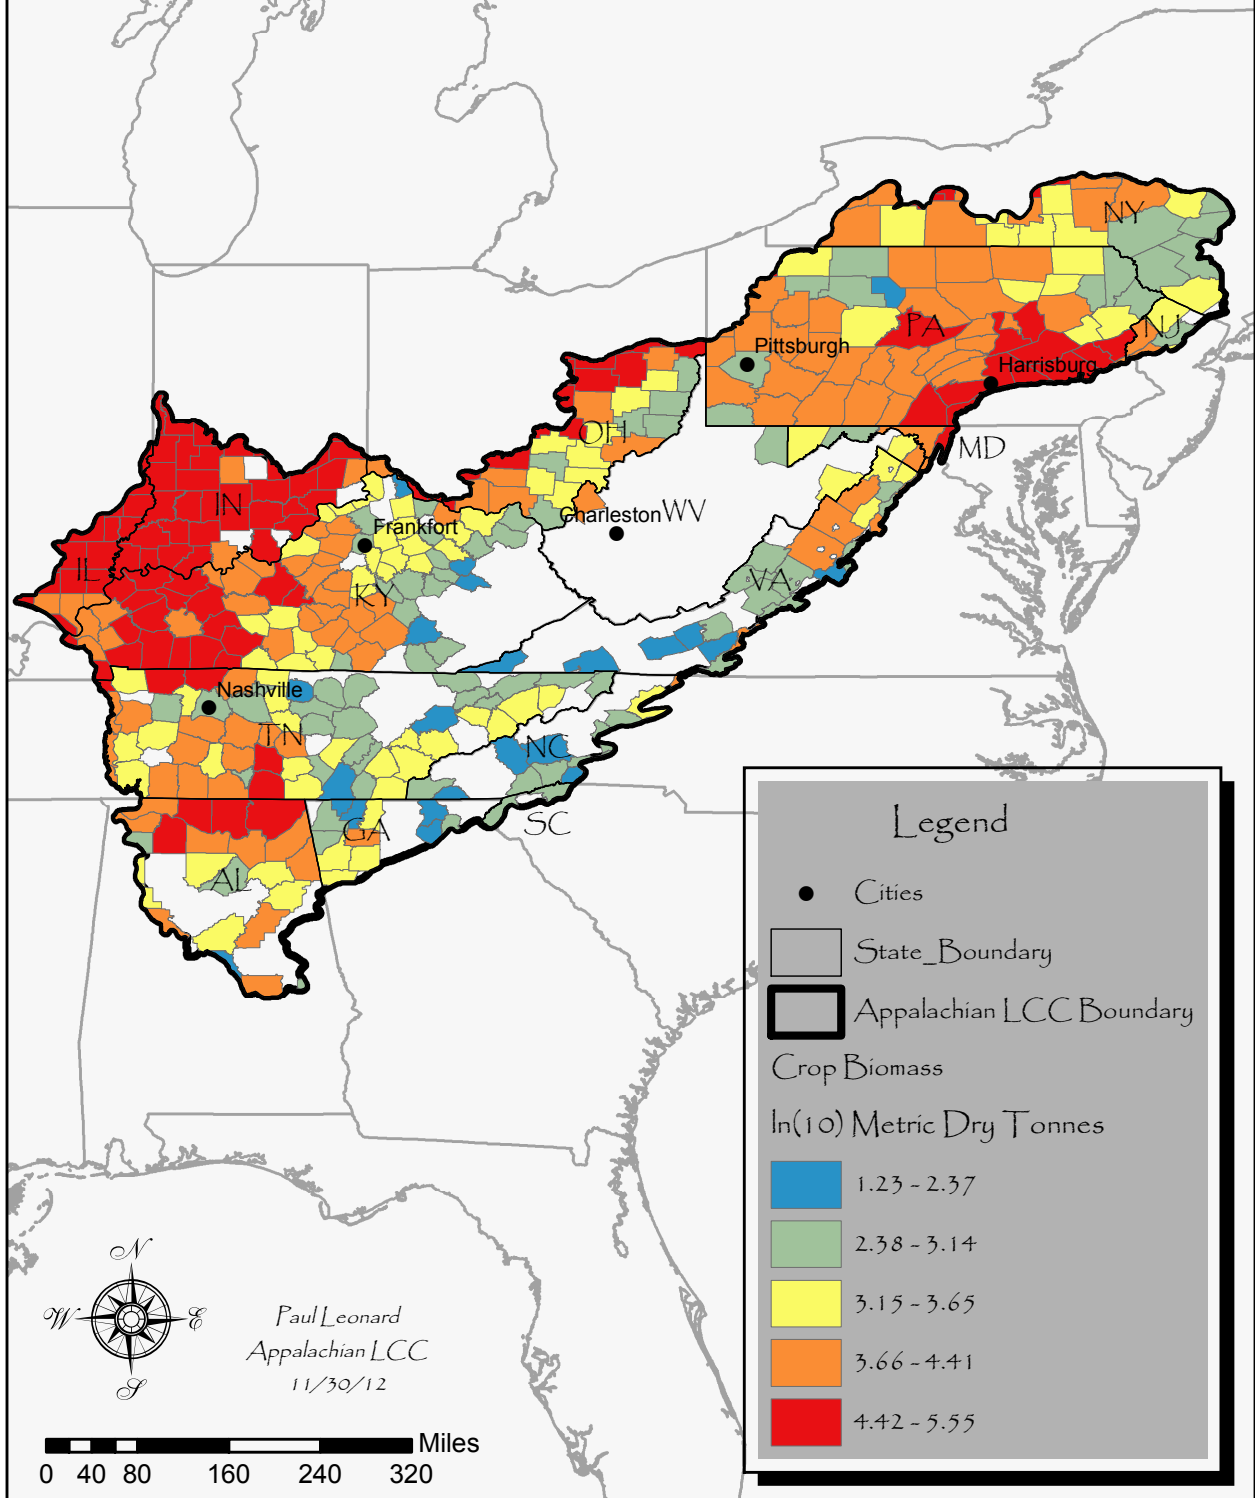 NY
PA
NJ
Pittsburgh
Harrisburg
OH
MD
IN
Charleston
WV
Frankfort
IL
VA
KY
Nashville
TN
NC
GA
SC
AL
Legend
Cities
State_Boundary
Appalachian LCC Boundary
Crop Biomass
ln(10) Metric Dry Tonnes
1.23 - 2.37
2.38 - 3.14
3.15 - 3.65
3.66 - 4.41
4.42 - 5.55
N
W E
S
Paul Leonard
Appalachian LCC
11/30/12
Miles
0 40 80 160 240 320